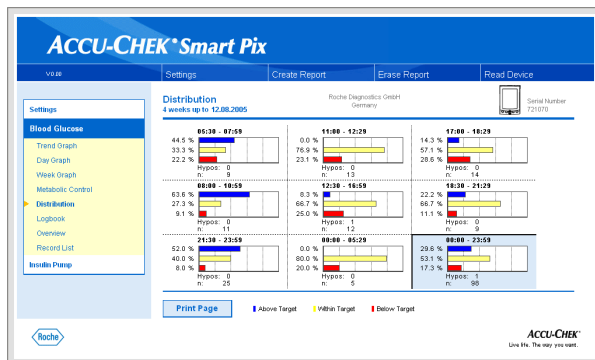 ACCU-CHEK® Smart Pix
V0.00
Settings
Create Report
Erase Report
Read Device
Settings
Blood Glucose
Trend Graph
Day Graph
Week Graph
Metabolic Control
Distribution
Logbook
Overview
Record List
Insulin Pump
Distribution
4 weeks up to 12.08.2005
Roche Diagnostics GmbH
Germany
Serial Number
721070
05:30 - 07:59
44.5 %
33.3 %
22.2 %
Hypos: 0
n: 9
11:00 - 12:29
0.0 %
76.9 %
23.1 %
Hypos: 0
n: 13
17:00 - 18:29
14.3 %
57.1 %
28.6 %
Hypos: 0
n: 14
08:00 - 10:59
63.6 %
27.3 %
9.1 %
Hypos: 0
n: 11
12:30 - 16:59
8.3 %
66.7 %
25.0 %
Hypos: 1
n: 12
18:30 - 21:29
22.2 %
66.7 %
11.1 %
Hypos: 0
n: 9
21:30 - 23:59
52.0 %
40.0 %
8.0 %
Hypos: 0
n: 25
00:00 - 05:29
0.0 %
80.0 %
20.0 %
Hypos: 0
n: 5
00:00 - 23:59
29.6 %
53.1 %
17.3 %
Hypos: 1
n: 98
Print Page
Above Target
Within Target
Below Target
Roche
ACCU-CHEK®
Live life. The way you want.